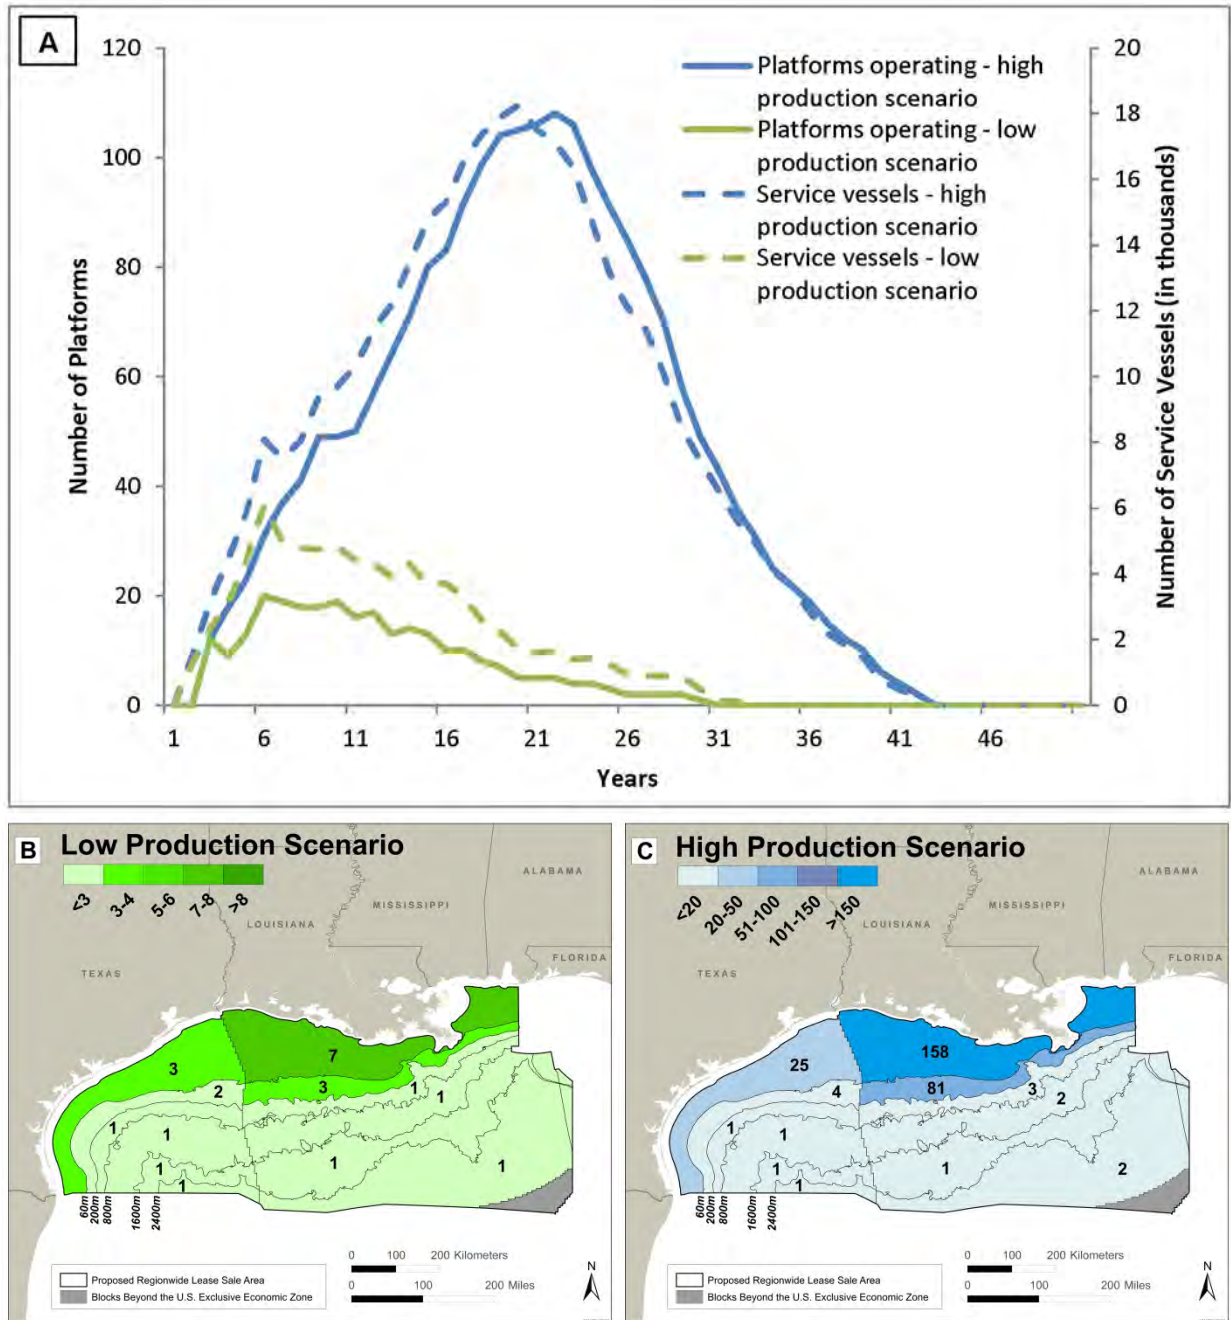 A
120
100
80
60
40
20
0
Number of Platforms
20
18
16
14
12
10
8
6
4
2
0
Number of Service Vessels (in thousands)
Platforms operating - high
production scenario
Platforms operating - low
production scenario
Service vessels - high
production scenario
Service vessels - low
production scenario
1 6 11 16 21 26 31 36 41 46
Years
B
Low Production Scenario
<3 3-4 5-6 7-8 >8
ALABAMA
MISSISSIPPI
LOUISIANA
FLORIDA
TEXAS
7
3
3
2
1
1
1
1
1
1
1
1
60m 200m 800m 1600m 2400m
0 100 200 Kilometers
0 100 200 Miles
N
Proposed Regionwide Lease Sale Area
Blocks Beyond the U.S. Exclusive Economic Zone
C
High Production Scenario
<20 20-50 51-100 101-150 >150
ALABAMA
MISSISSIPPI
LOUISIANA
FLORIDA
TEXAS
158
25
81
4
3
2
1
1
1
1
2
1
60m 200m 800m 1600m 2400m
0 100 200 Kilometers
0 100 200 Miles
N
Proposed Regionwide Lease Sale Area
Blocks Beyond the U.S. Exclusive Economic Zone